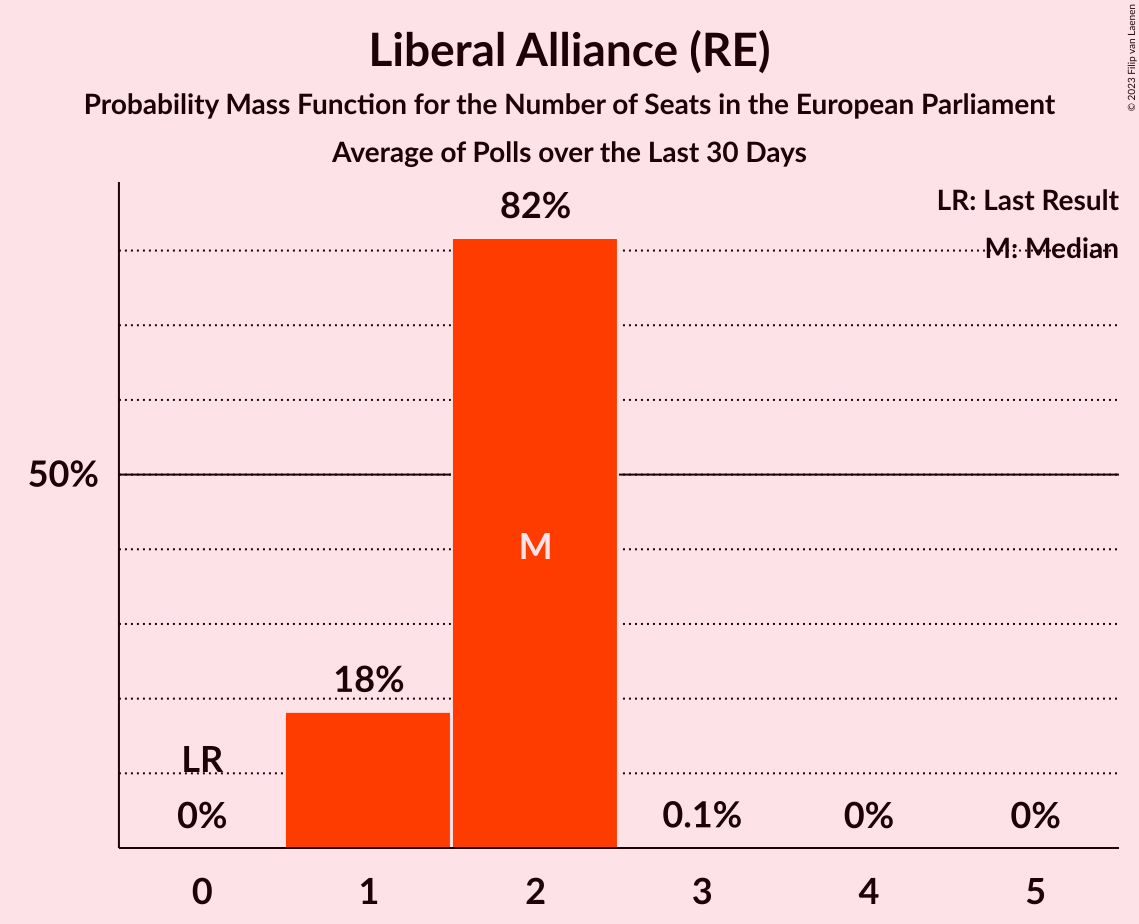 Liberal Alliance (RE)
Probability Mass Function for the Number of Seats in the European Parliament
Average of Polls over the Last 30 Days
© 2023 Filip van Laenen
LR: Last Result
M: Median
82%
50%
M
18%
LR
0%
0.1%
0%
0%
0
1
2
3
4
5